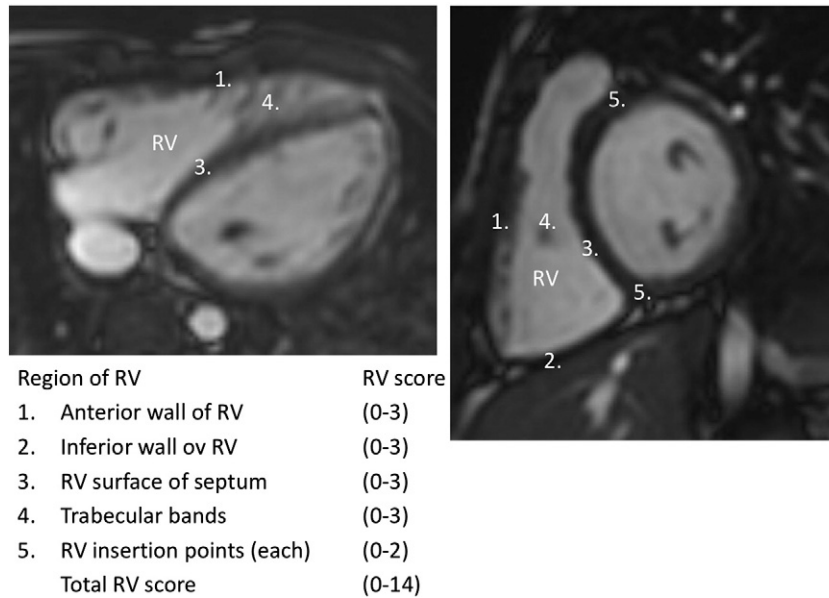 1.
4.
RV
3.
5.
1.
4.
3.
RV
5.
2.
Region of RV RV score
1. Anterior wall of RV (0-3)
2. Inferior wall ov RV (0-3)
3. RV surface of septum (0-3)
4. Trabecular bands (0-3)
5. RV insertion points (each) (0-2)
Total RV score (0-14)